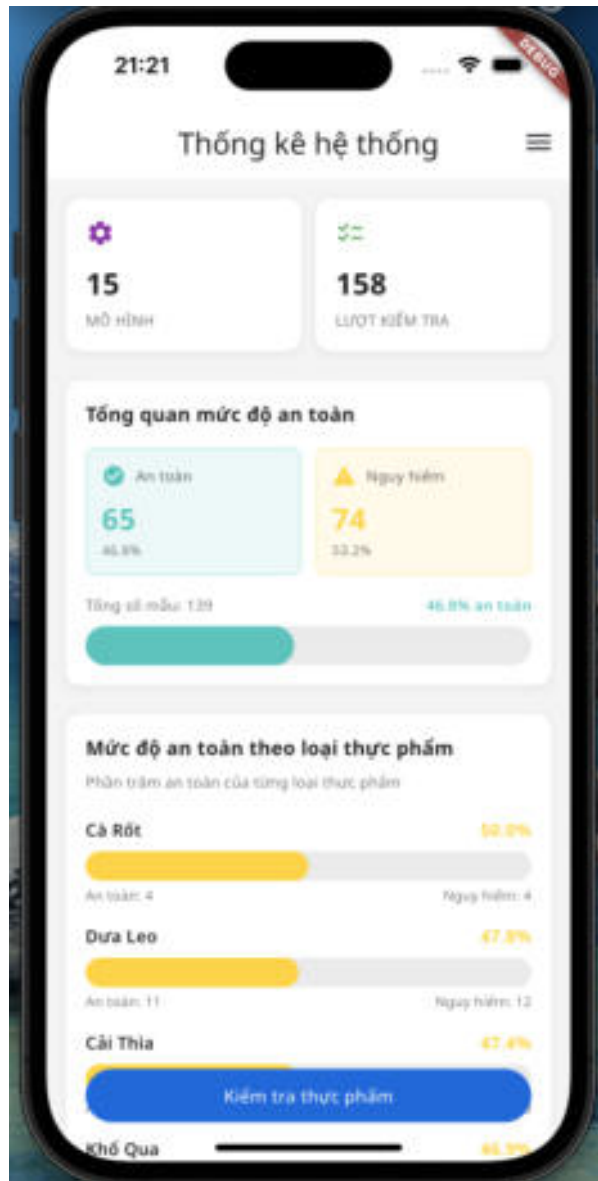 21:21
DEBUG
Thống kê hệ thống
15
MÔ HÌNH
158
LƯỢT KIỂM TRA
Tổng quan mức độ an toàn
An toàn
65
46.8%
Nguy hiểm
74
53.2%
Tổng số mẫu: 139
46.8% an toàn
Mức độ an toàn theo loại thực phẩm
Phần trăm an toàn của từng loại thực phẩm
Cà Rốt
50.0%
An toàn: 4
Nguy hiểm: 4
Dưa Leo
47.8%
An toàn: 11
Nguy hiểm: 12
Cải Thìa
47.4%
Kiểm tra thực phẩm
Khổ Qua
46.9%